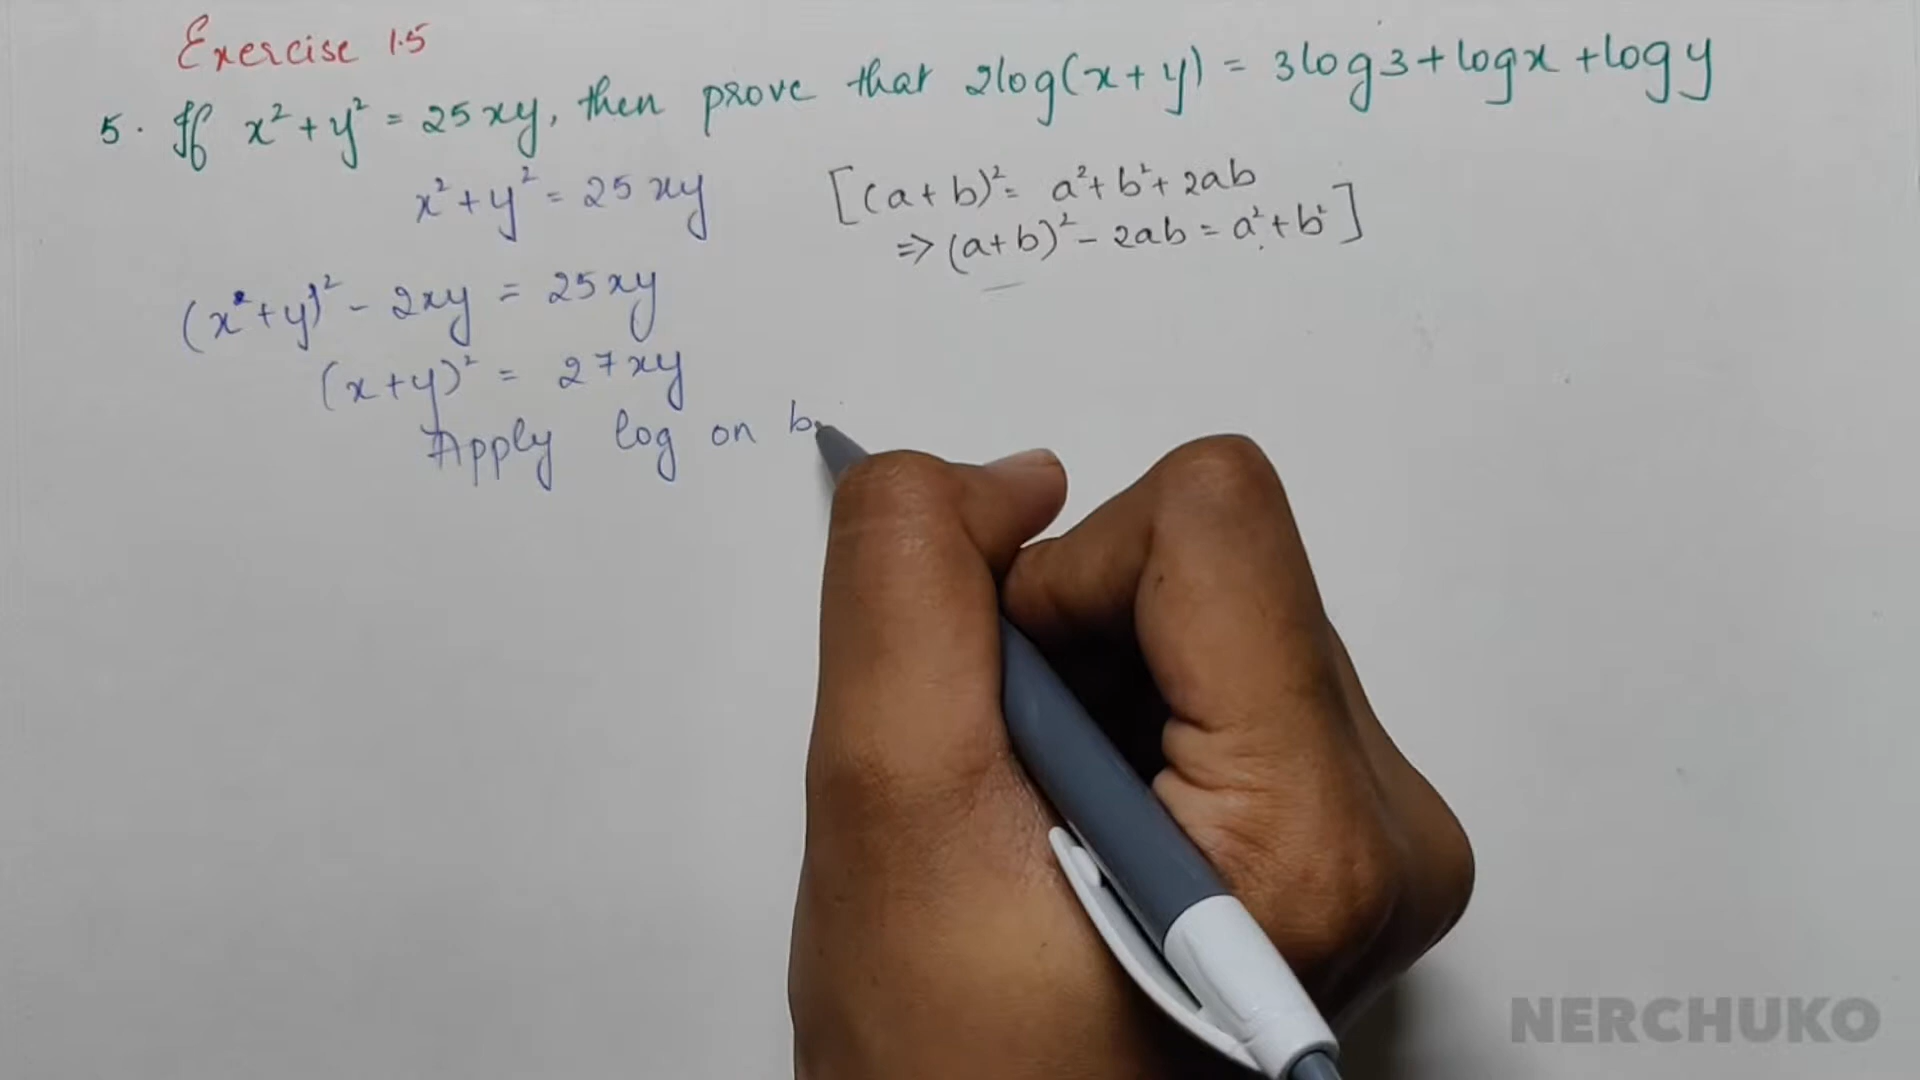 Exercise 1.5
5. If x² + y² = 25xy, then prove that 2log(x+y) = 3log3 + logx + logy
x² + y² = 25xy
[(a+b)² = a² + b² + 2ab
⇒ (a+b)² - 2ab = a² + b²]
(x + y)² - 2xy = 25xy
(x+y)² = 27xy
Apply log on b
NERCHUKO